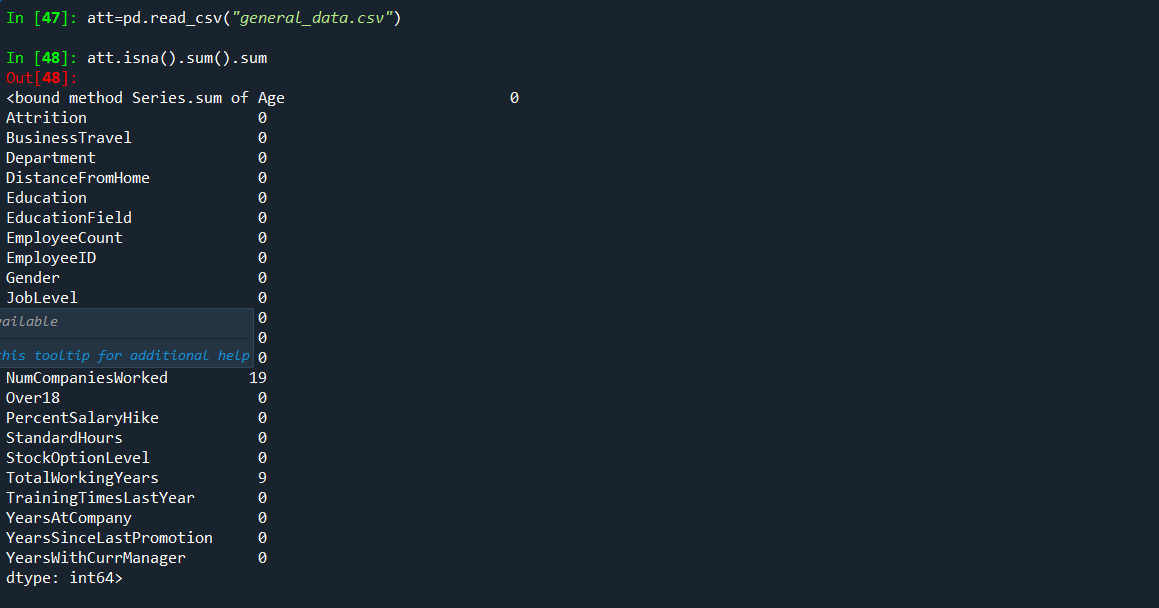 In [47]: att=pd.read_csv("general_data.csv")
In [48]: att.isna().sum().sum
Out[48]:
<bound method Series.sum of Age                         0
Attrition                   0
BusinessTravel              0
Department                  0
DistanceFromHome            0
Education                   0
EducationField              0
EmployeeCount               0
EmployeeID                  0
Gender                      0
JobLevel                    0
0
vailable
0
this tooltip for additional help 0
NumCompaniesWorked         19
Over18                      0
PercentSalaryHike           0
StandardHours               0
StockOptionLevel            0
TotalWorkingYears           9
TrainingTimesLastYear       0
YearsAtCompany              0
YearsSinceLastPromotion     0
YearsWithCurrManager        0
dtype: int64>